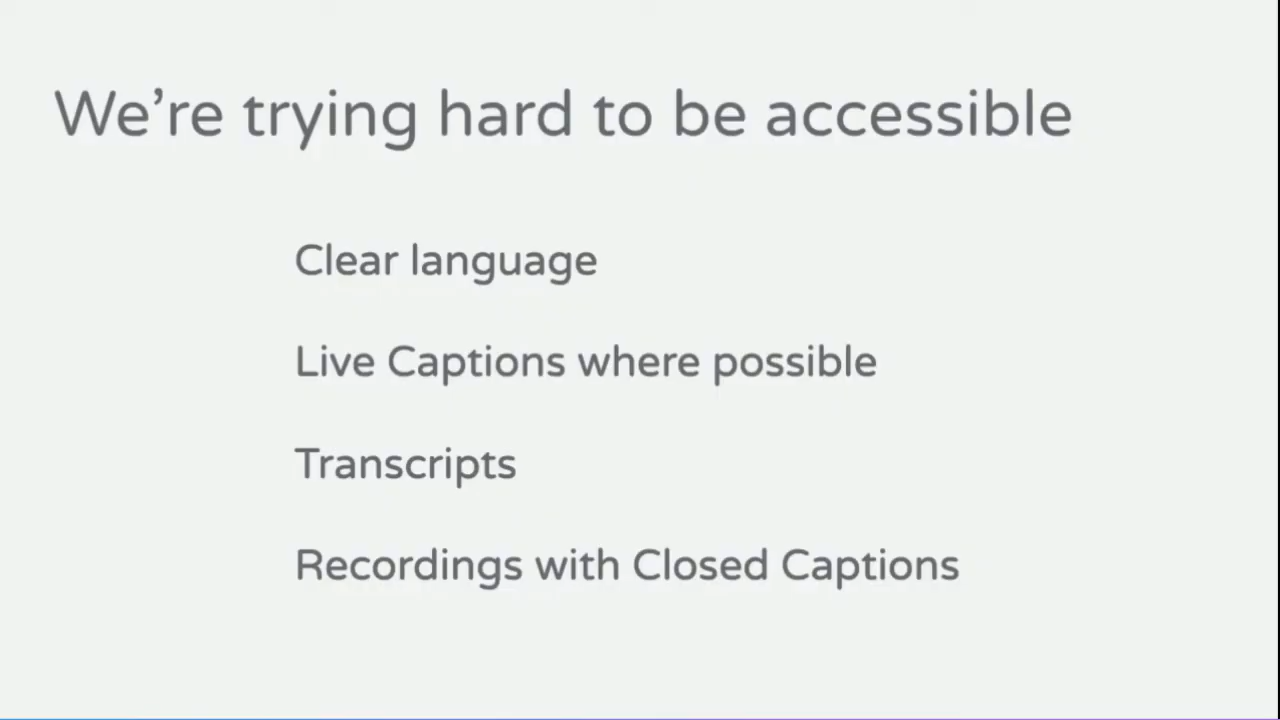 We’re trying hard to be accessible
Clear language
Live Captions where possible
Transcripts
Recordings with Closed Captions